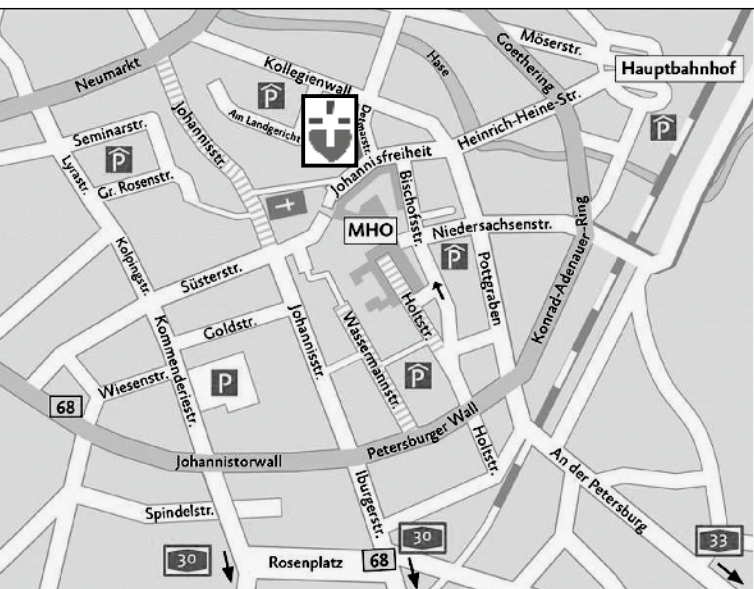 Möserstr.
Goethering
Hase
Neumarkt
Kollegienwall
Hauptbahnhof
P
Am Landgericht
Detmarstr.
Johannisstr.
Heinrich-Heine-Str.
P
Seminarstr.
P
Lyrastr.
Gr. Rosenstr.
Johannisfreiheit
Bischofsstr.
MHO
Niedersachsenstr.
P
Konrad-Adenauer-Ring
Kolpingstr.
Süsterstr.
Pottgraben
Holtstr.
Goldstr.
Johannisstr.
Wassermannstr.
Kommenderiestr.
Wiesenstr.
P
P
68
Petersburger Wall
Johannistorwall
Holtstr.
An der Petersburg
Iburgerstr.
Spindelstr.
30
Rosenplatz
68
30
33